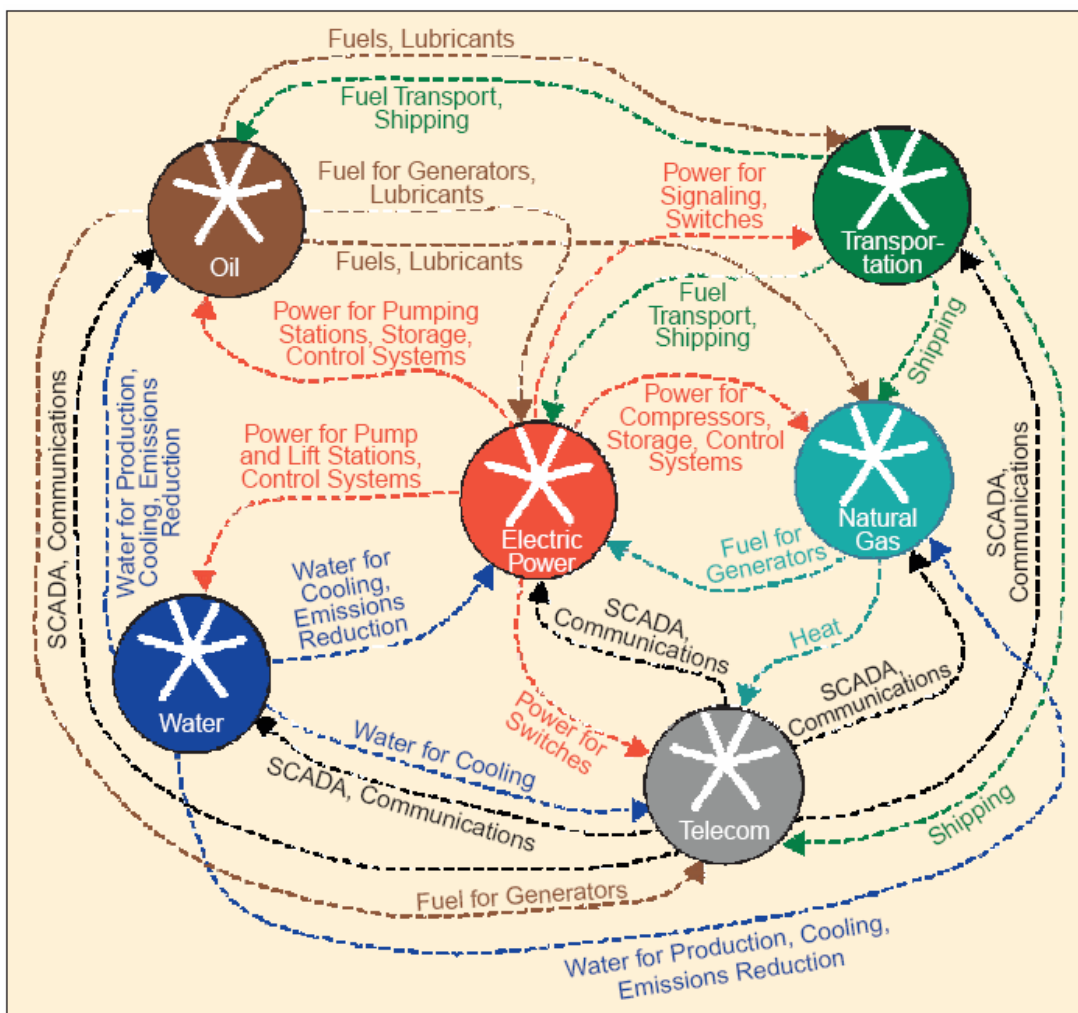 Fuels, Lubricants
Fuel Transport,
Shipping
Fuel for Generators,
Lubricants
Power for
Signaling,
Switches
Oil
Fuels, Lubricants
Transpor-
tation
Power for Pumping
Stations, Storage,
Control Systems
Fuel
Transport,
Shipping
Shipping
Power for
Compressors,
Storage, Control
Systems
Power for Pump
and Lift Stations,
Control Systems
SCADA, Communications
Water for Production,
Cooling, Emissions
Reduction
SCADA,
Communications
Electric
Power
Natural
Gas
Fuel for
Generators
Water for
Cooling,
Emissions
Reduction
SCADA,
Communications
Heat
SCADA,
Communications
Water
Power for
Switches
Water for Cooling
SCADA, Communications
Telecom
Shipping
Fuel for Generators
Water for Production, Cooling,
Emissions Reduction